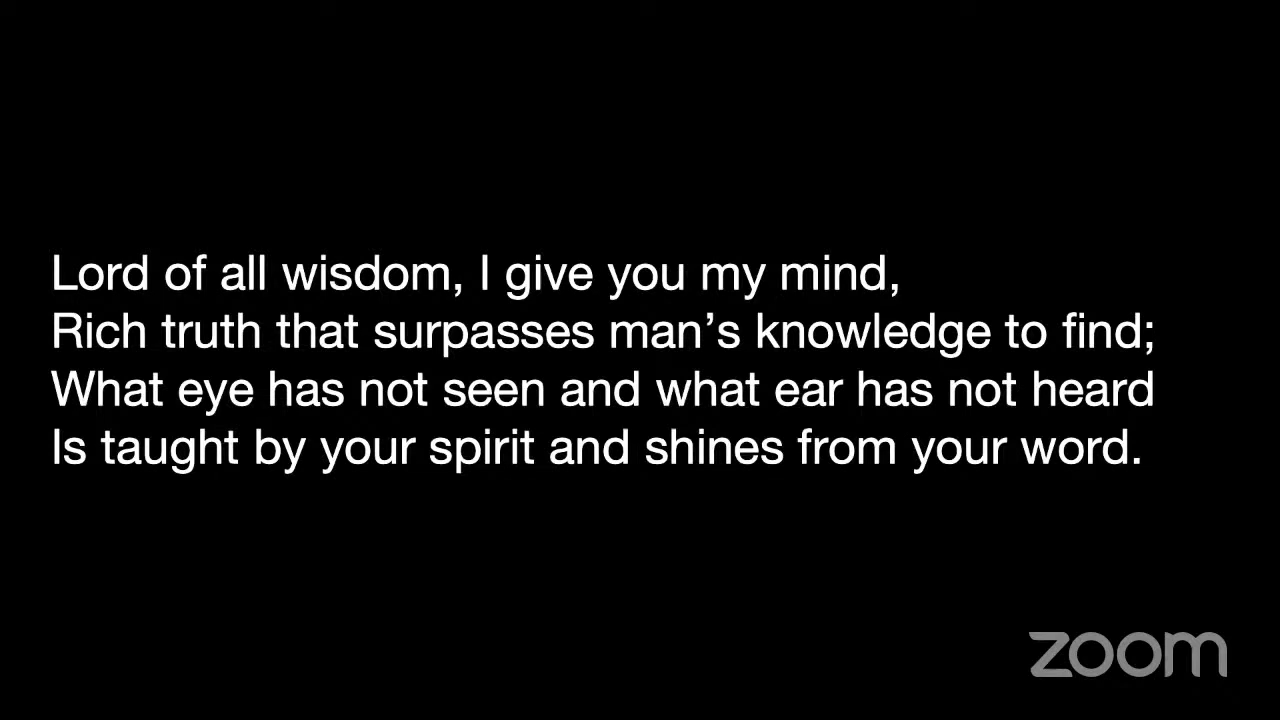 Lord of all wisdom, I give you my mind,
Rich truth that surpasses man’s knowledge to find;
What eye has not seen and what ear has not heard
Is taught by your spirit and shines from your word.
zoom